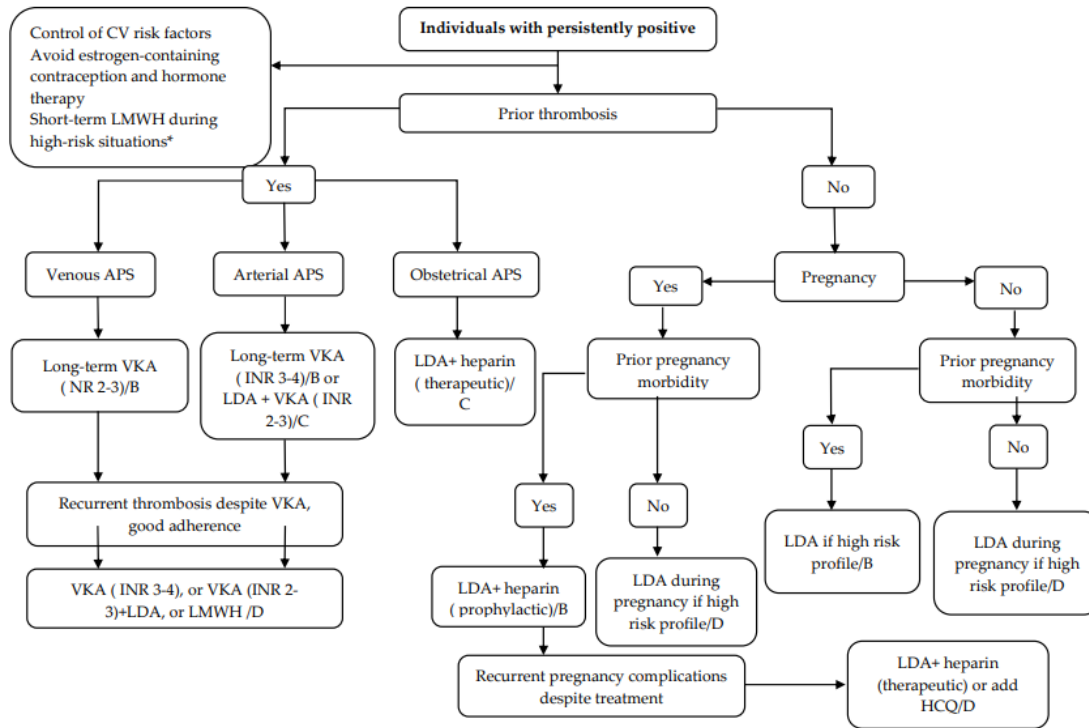 Control of CV risk factors
Avoid estrogen-containing
contraception and hormone
therapy
Short-term LMWH during
high-risk situations*
Individuals with persistently positive
Prior thrombosis
Yes
No
Venous APS
Arterial APS
Obstetrical APS
Pregnancy
Yes
No
Long-term VKA
( NR 2-3)/B
Long-term VKA
( INR 3-4)/B or
LDA + VKA ( INR
2-3)/C
LDA+ heparin
( therapeutic)/
C
Prior pregnancy
morbidity
Prior pregnancy
morbidity
Yes
No
Yes
No
Recurrent thrombosis despite VKA,
good adherence
VKA ( INR 3-4), or VKA (INR 2-
3)+LDA, or LMWH /D
LDA+ heparin
( prophylactic)/B
LDA during
pregnancy if high
risk profile/D
LDA if high risk
profile/B
LDA during
pregnancy if high
risk profile/D
Recurrent pregnancy complications
despite treatment
LDA+ heparin
(therapeutic) or add
HCQ/D